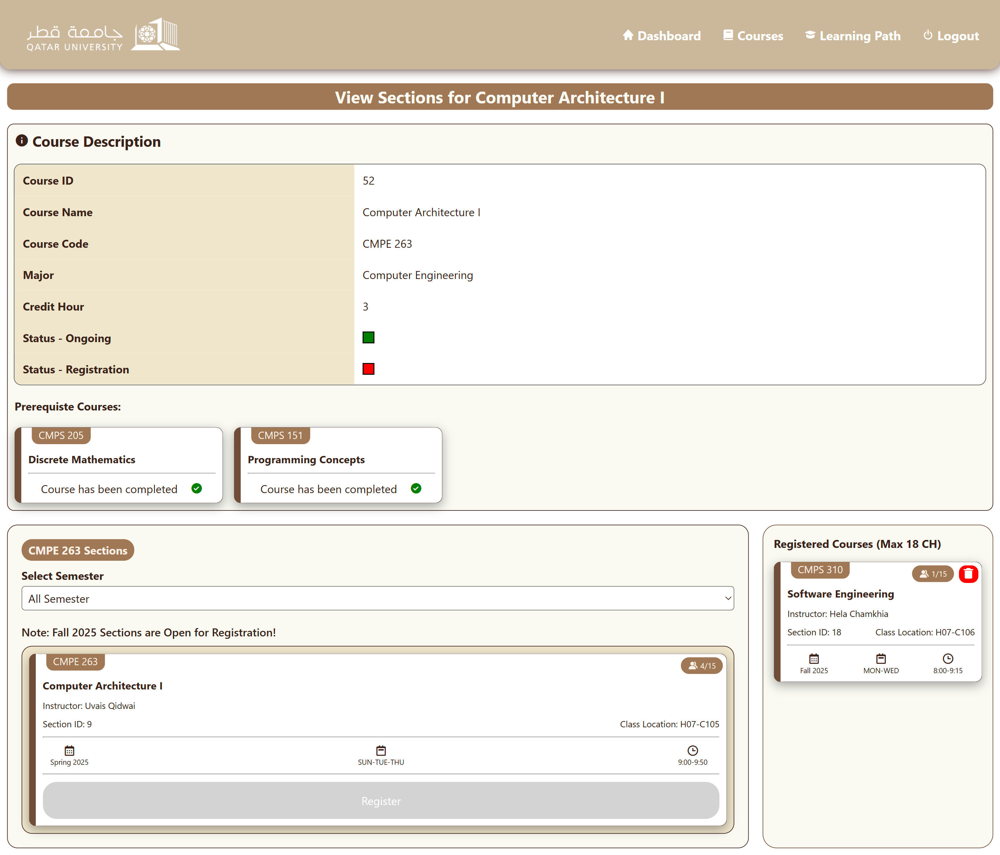 جامعة قطر
QATAR UNIVERSITY
Dashboard
Courses
Learning Path
Logout
View Sections for Computer Architecture I
Course Description
Course ID 52
Course Name Computer Architecture I
Course Code CMPE 263
Major Computer Engineering
Credit Hour 3
Status - Ongoing
Status - Registration
Prerequiste Courses:
CMPS 205
Discrete Mathematics
Course has been completed
CMPS 151
Programming Concepts
Course has been completed
CMPE 263 Sections
Select Semester
All Semester
Note: Fall 2025 Sections are Open for Registration!
CMPE 263
4/15
Computer Architecture I
Instructor: Uvais Qidwai
Section ID: 9
Class Location: H07-C105
Spring 2025
SUN-TUE-THU
9:00-9:50
Register
Registered Courses (Max 18 CH)
CMPS 310
1/15
Software Engineering
Instructor: Hela Chamkhia
Section ID: 18
Class Location: H07-C106
Fall 2025
MON-WED
8:00-9:15